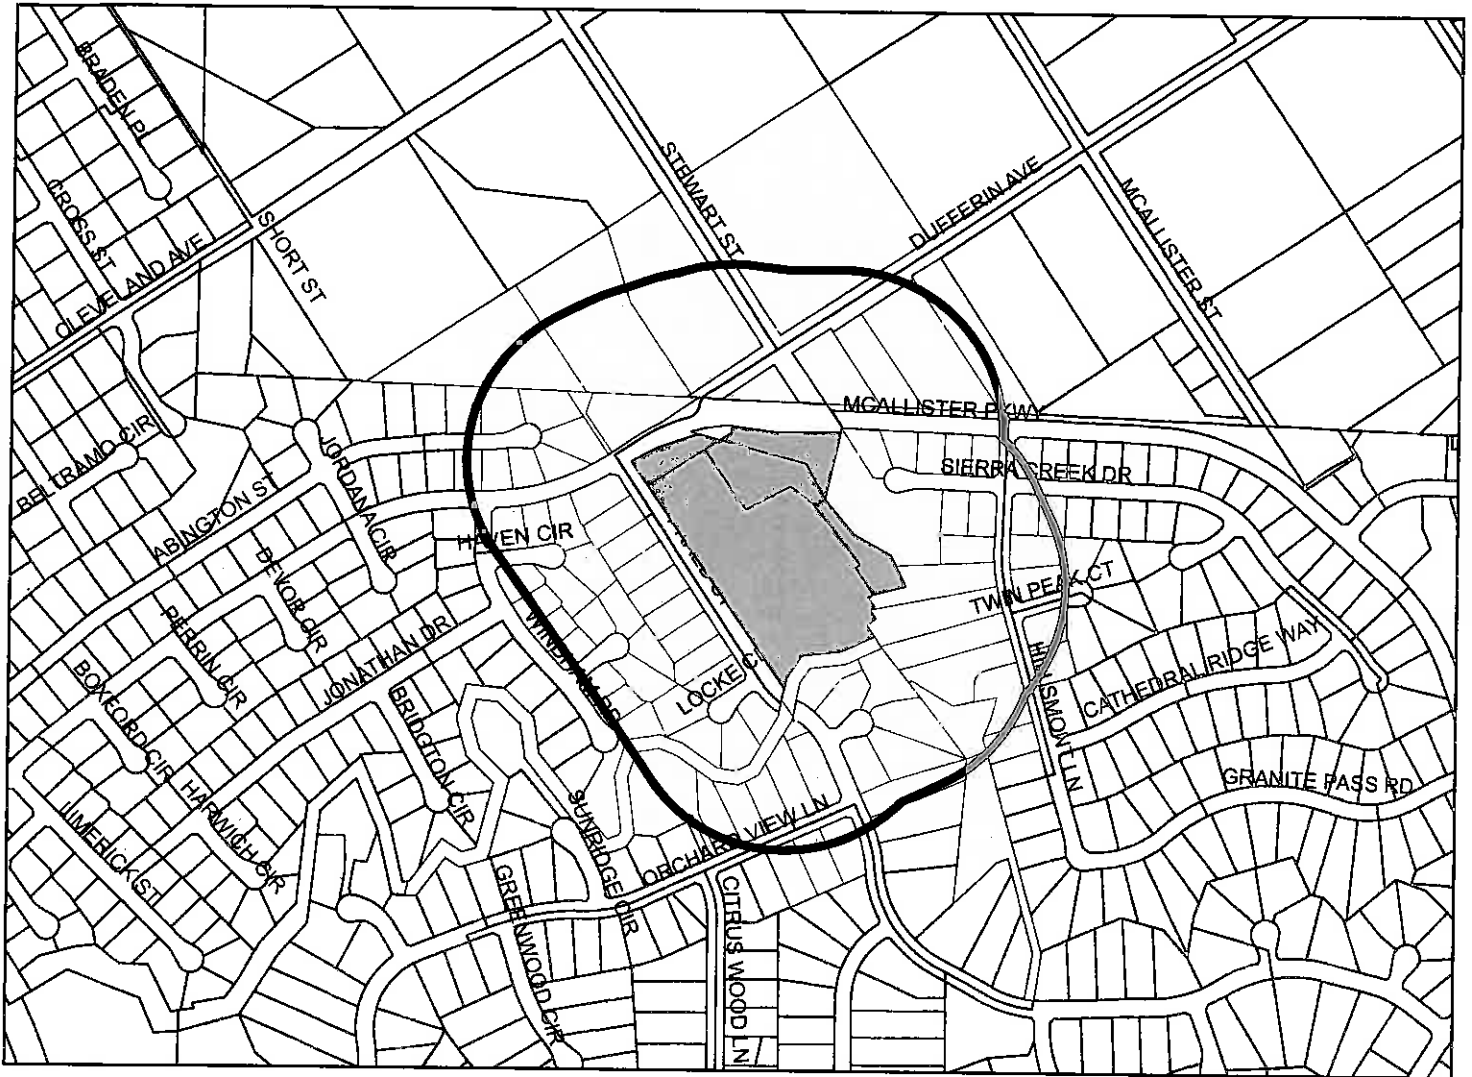 BRADEN PL
CROSS ST
CLEVELAND AVE
SHORT ST
STEWART ST
DUFFERIN AVE
MCALLISTER ST
MCALLISTER PKWY
SIERRA CREEK DR
BELTRAMO CIR
JORDANA CIR
ABINGTON ST
HAVEN CIR
DEVOR CIR
PERRIN CIR
JONATHAN DR
BOXFORD CIR
HARWICH CIR
LIMERICK ST
BRIDGTON CIR
LOCKE
TWIN PEAK CT
CATHEDRAL RIDGE WAY
GRANITE PASS RD
SUNRIDGE CIR
ORCHARD VIEW LN
GREENWOOD CIR
CITRUS WOOD LN